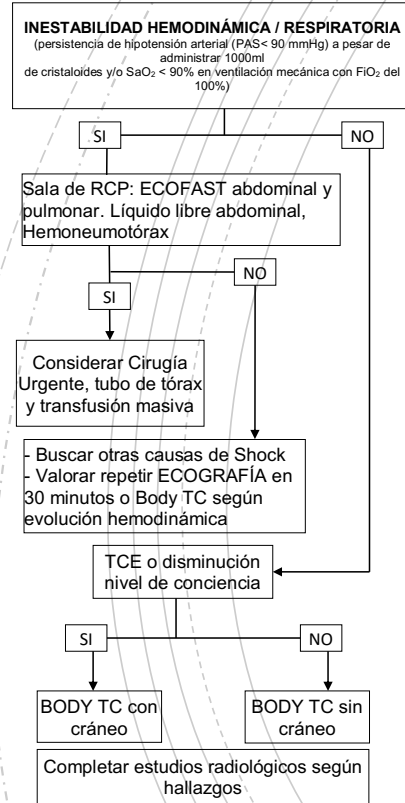 INESTABILIDAD HEMODINÁMICA / RESPIRATORIA
(persistencia de hipotensión arterial (PAS< 90 mmHg) a pesar de
administrar 1000ml
de cristaloides y/o SaO₂ < 90% en ventilación mecánica con FiO₂ del
100%)
SI
NO
Sala de RCP: ECOFAST abdominal y
pulmonar. Líquido libre abdominal,
Hemoneumotórax
NO
SI
Considerar Cirugía
Urgente, tubo de tórax
y transfusión masiva
- Buscar otras causas de Shock
- Valorar repetir ECOGRAFÍA en
30 minutos o Body TC según
evolución hemodinámica
TCE o disminución
nivel de conciencia
SI
NO
BODY TC con
cráneo
BODY TC sin
cráneo
Completar estudios radiológicos según
hallazgos